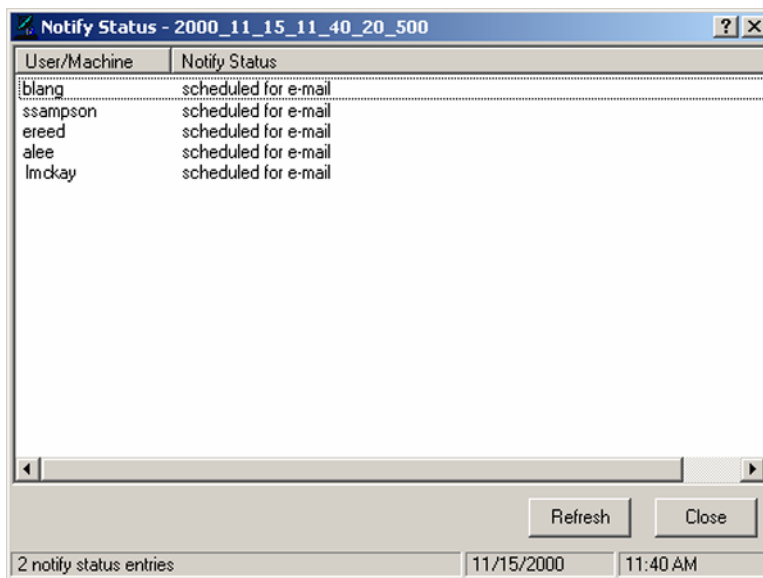 Notify Status - 2000_11_15_11_40_20_500
User/Machine Notify Status
blang scheduled for e-mail
ssampson scheduled for e-mail
ereed scheduled for e-mail
alee scheduled for e-mail
lmckay scheduled for e-mail
Refresh Close
2 notify status entries 11/15/2000 11:40 AM